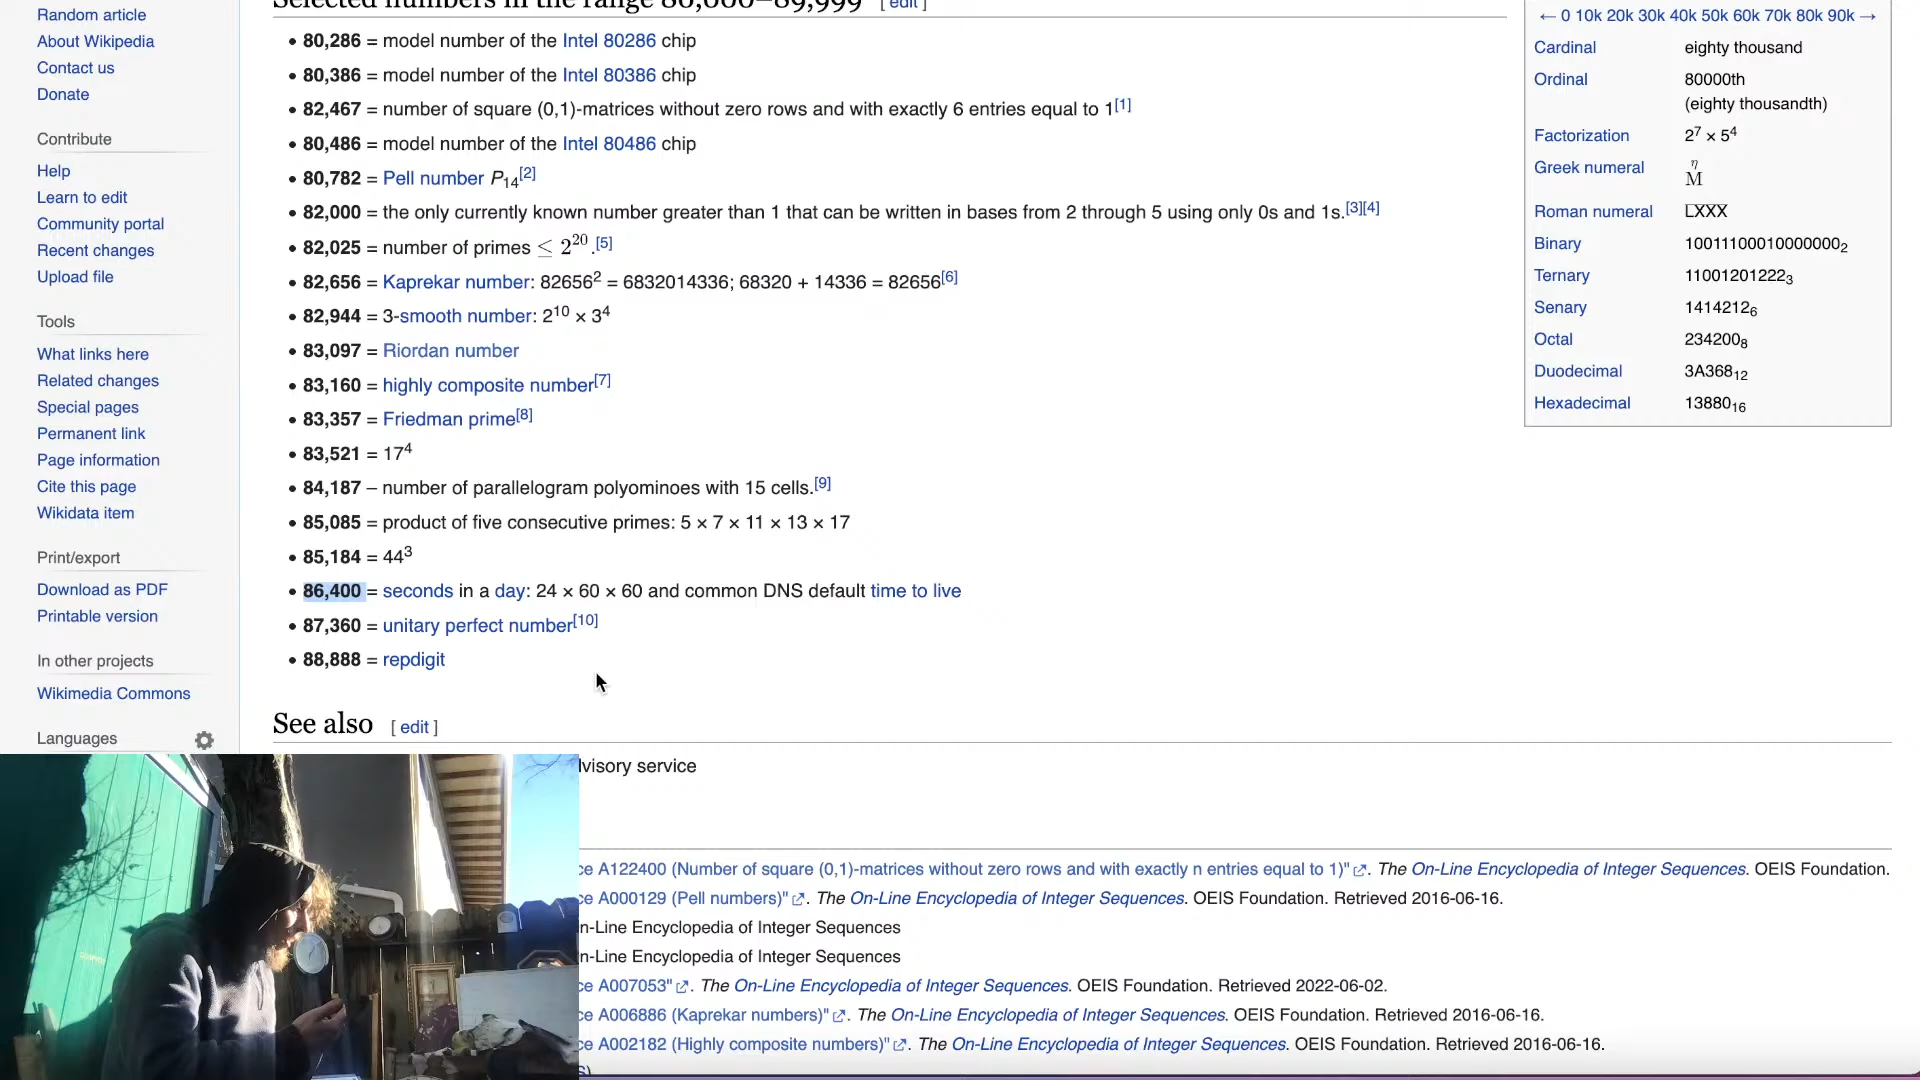 Selected numbers in the range 80,000–89,999 [ edit ]
Random article
About Wikipedia
Contact us
Donate
Contribute
Help
Learn to edit
Community portal
Recent changes
Upload file
Tools
What links here
Related changes
Special pages
Permanent link
Page information
Cite this page
Wikidata item
Print/export
Download as PDF
Printable version
In other projects
Wikimedia Commons
Languages
• 80,286 = model number of the Intel 80286 chip
• 80,386 = model number of the Intel 80386 chip
• 82,467 = number of square (0,1)-matrices without zero rows and with exactly 6 entries equal to 1[1]
• 80,486 = model number of the Intel 80486 chip
• 80,782 = Pell number P₁₄[2]
• 82,000 = the only currently known number greater than 1 that can be written in bases from 2 through 5 using only 0s and 1s.[3][4]
• 82,025 = number of primes ≤ 2²⁰.[5]
• 82,656 = Kaprekar number: 82656² = 6832014336; 68320 + 14336 = 82656[6]
• 82,944 = 3-smooth number: 2¹⁰ × 3⁴
• 83,097 = Riordan number
• 83,160 = highly composite number[7]
• 83,357 = Friedman prime[8]
• 83,521 = 17⁴
• 84,187 – number of parallelogram polyominoes with 15 cells.[9]
• 85,085 = product of five consecutive primes: 5 × 7 × 11 × 13 × 17
• 85,184 = 44³
• 86,400 = seconds in a day: 24 × 60 × 60 and common DNS default time to live
• 87,360 = unitary perfect number[10]
• 88,888 = repdigit
See also [ edit ]
dvisory service
ce A122400 (Number of square (0,1)-matrices without zero rows and with exactly n entries equal to 1)". The On-Line Encyclopedia of Integer Sequences. OEIS Foundation.
ce A000129 (Pell numbers)". The On-Line Encyclopedia of Integer Sequences. OEIS Foundation. Retrieved 2016-06-16.
n-Line Encyclopedia of Integer Sequences
n-Line Encyclopedia of Integer Sequences
ce A007053". The On-Line Encyclopedia of Integer Sequences. OEIS Foundation. Retrieved 2022-06-02.
ce A006886 (Kaprekar numbers)". The On-Line Encyclopedia of Integer Sequences. OEIS Foundation. Retrieved 2016-06-16.
ce A002182 (Highly composite numbers)". The On-Line Encyclopedia of Integer Sequences. OEIS Foundation. Retrieved 2016-06-16.
← 0 10k 20k 30k 40k 50k 60k 70k 80k 90k →
Cardinal eighty thousand
Ordinal 80000th
(eighty thousandth)
Factorization 2⁷ × 5⁴
Greek numeral η
M
Roman numeral L̅X̅X̅X̅
Binary 10011100010000000₂
Ternary 11001201222₃
Senary 1414212₆
Octal 234200₈
Duodecimal 3A368₁₂
Hexadecimal 13880₁₆